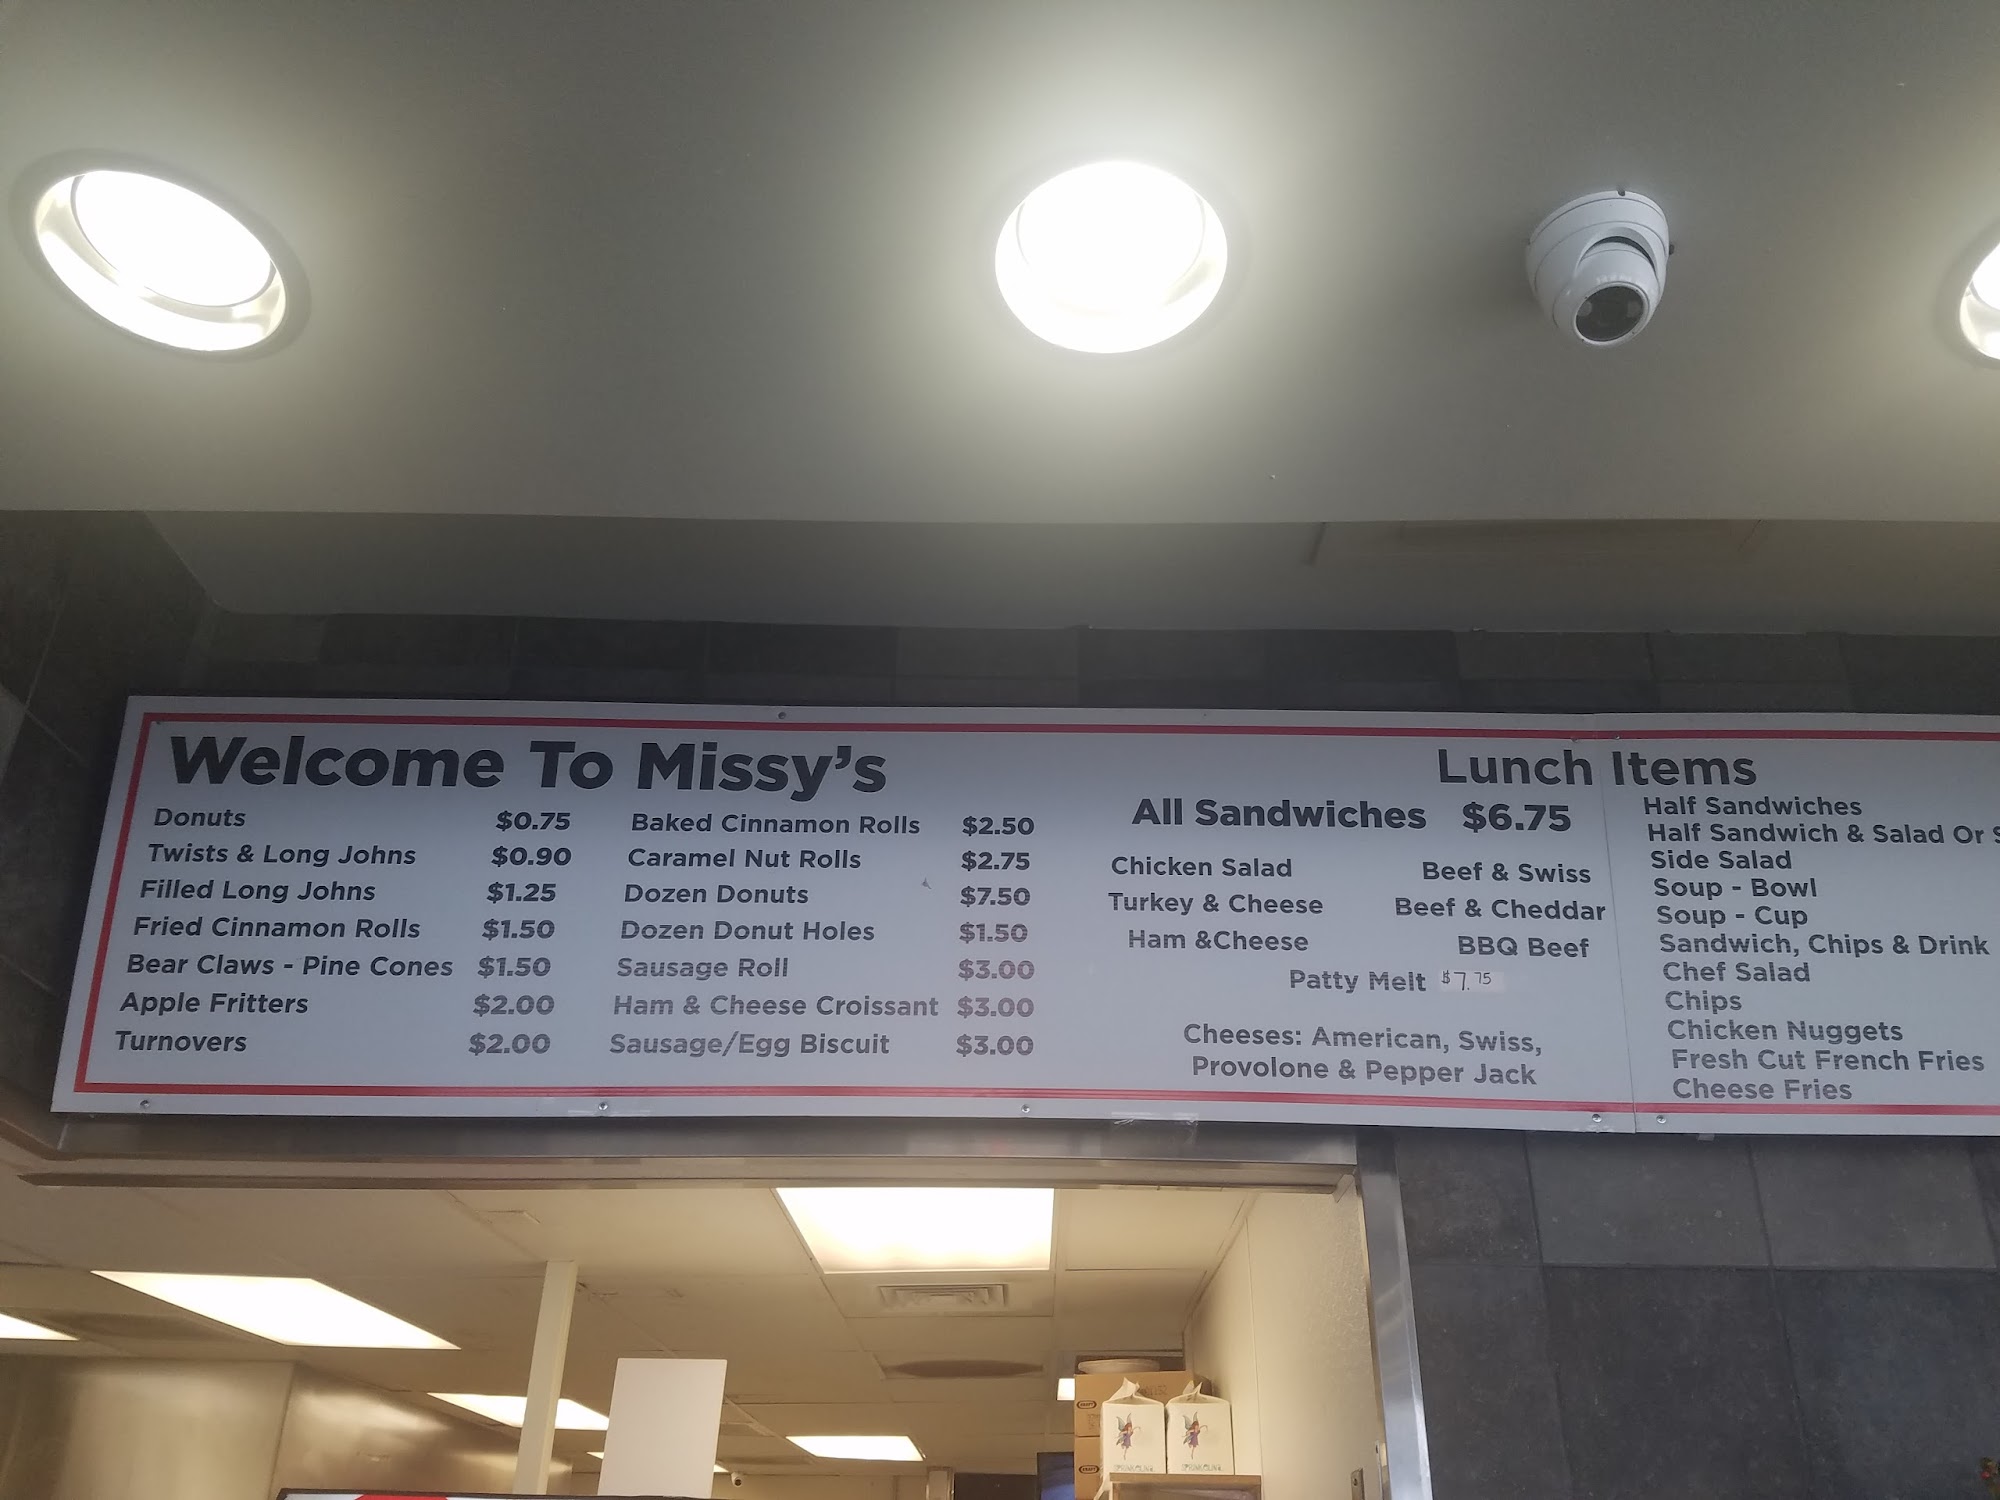 Welcome To Missy's
Donuts $0.75
Twists & Long Johns $0.90
Filled Long Johns $1.25
Fried Cinnamon Rolls $1.50
Bear Claws - Pine Cones $1.50
Apple Fritters $2.00
Turnovers $2.00
Baked Cinnamon Rolls $2.50
Caramel Nut Rolls $2.75
Dozen Donuts $7.50
Dozen Donut Holes $1.50
Sausage Roll $3.00
Ham & Cheese Croissant $3.00
Sausage/Egg Biscuit $3.00
Lunch Items
All Sandwiches $6.75
Chicken Salad Beef & Swiss
Turkey & Cheese Beef & Cheddar
Ham &Cheese BBQ Beef
Patty Melt $7.75
Cheeses: American, Swiss,
Provolone & Pepper Jack
Half Sandwiches
Half Sandwich & Salad Or
Side Salad
Soup - Bowl
Soup - Cup
Sandwich, Chips & Drink
Chef Salad
Chips
Chicken Nuggets
Fresh Cut French Fries
Cheese Fries